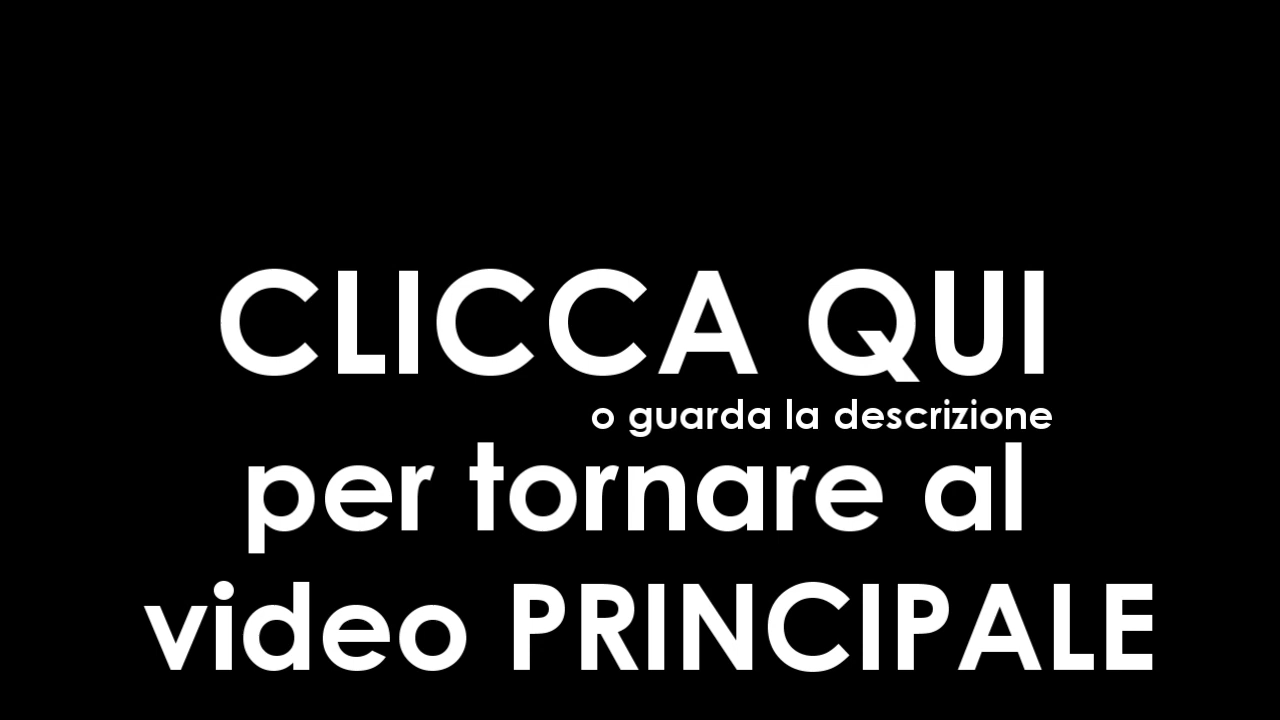 CLICCA QUI
o guarda la descrizione
per tornare al
video PRINCIPALE